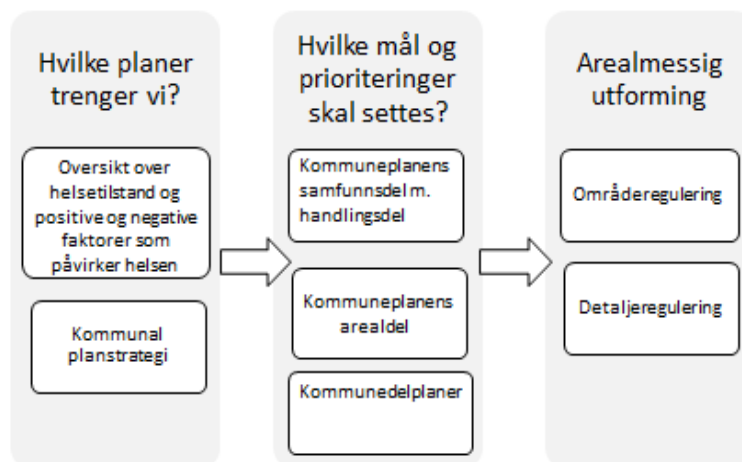 Hvilke planer
trenger vi?
Oversikt over
helsetilstand og
positive og negative
faktorer som
påvirker helsen
Kommunal
planstrategi
Hvilke mål og
prioriteringer
skal settes?
Kommuneplanens
samfunnsdel m.
handlingsdel
Kommuneplanens
arealdel
Kommunedelplaner
Arealmessig
utforming
Områderegulering
Detaljeregulering